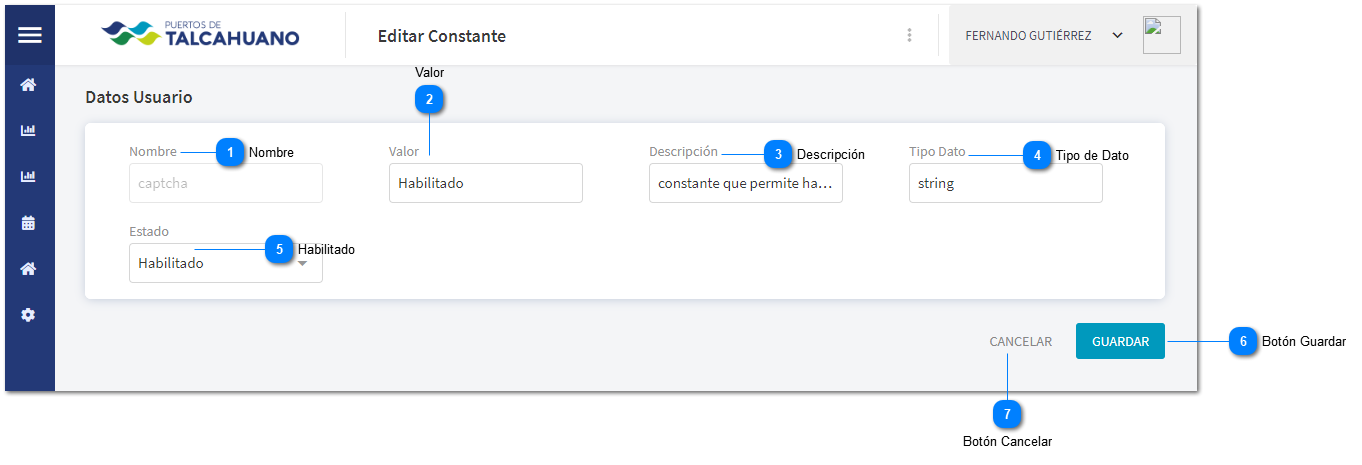 PUERTOS DE
TALCAHUANO
Editar Constante
FERNANDO GUTIÉRREZ
Valor
2
Datos Usuario
Nombre
1
Nombre
captcha
Valor
Habilitado
Descripción
3
Descripción
constante que permite ha...
Tipo Dato
4
Tipo de Dato
string
Estado
5
Habilitado
Habilitado
CANCELAR
GUARDAR
6
Botón Guardar
7
Botón Cancelar